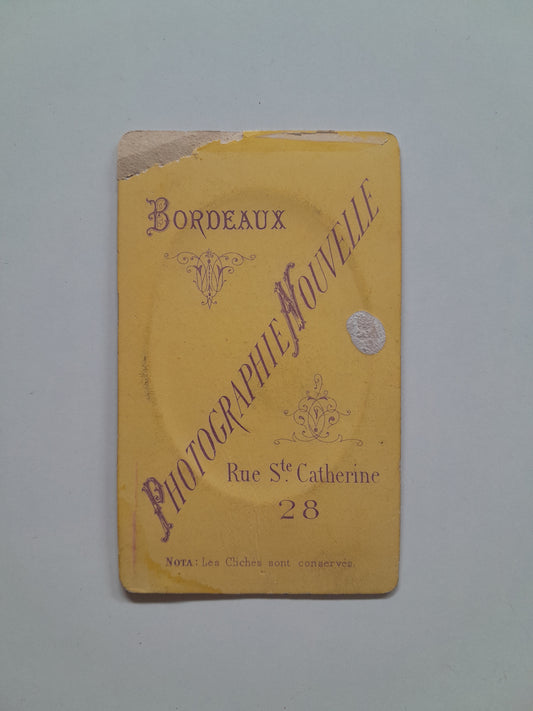 BORDEAUX
PHOTOGRAPHIE NOUVELLE
Rue Ste. Catherine
28
NOTA: Les Clichés sont conservés.